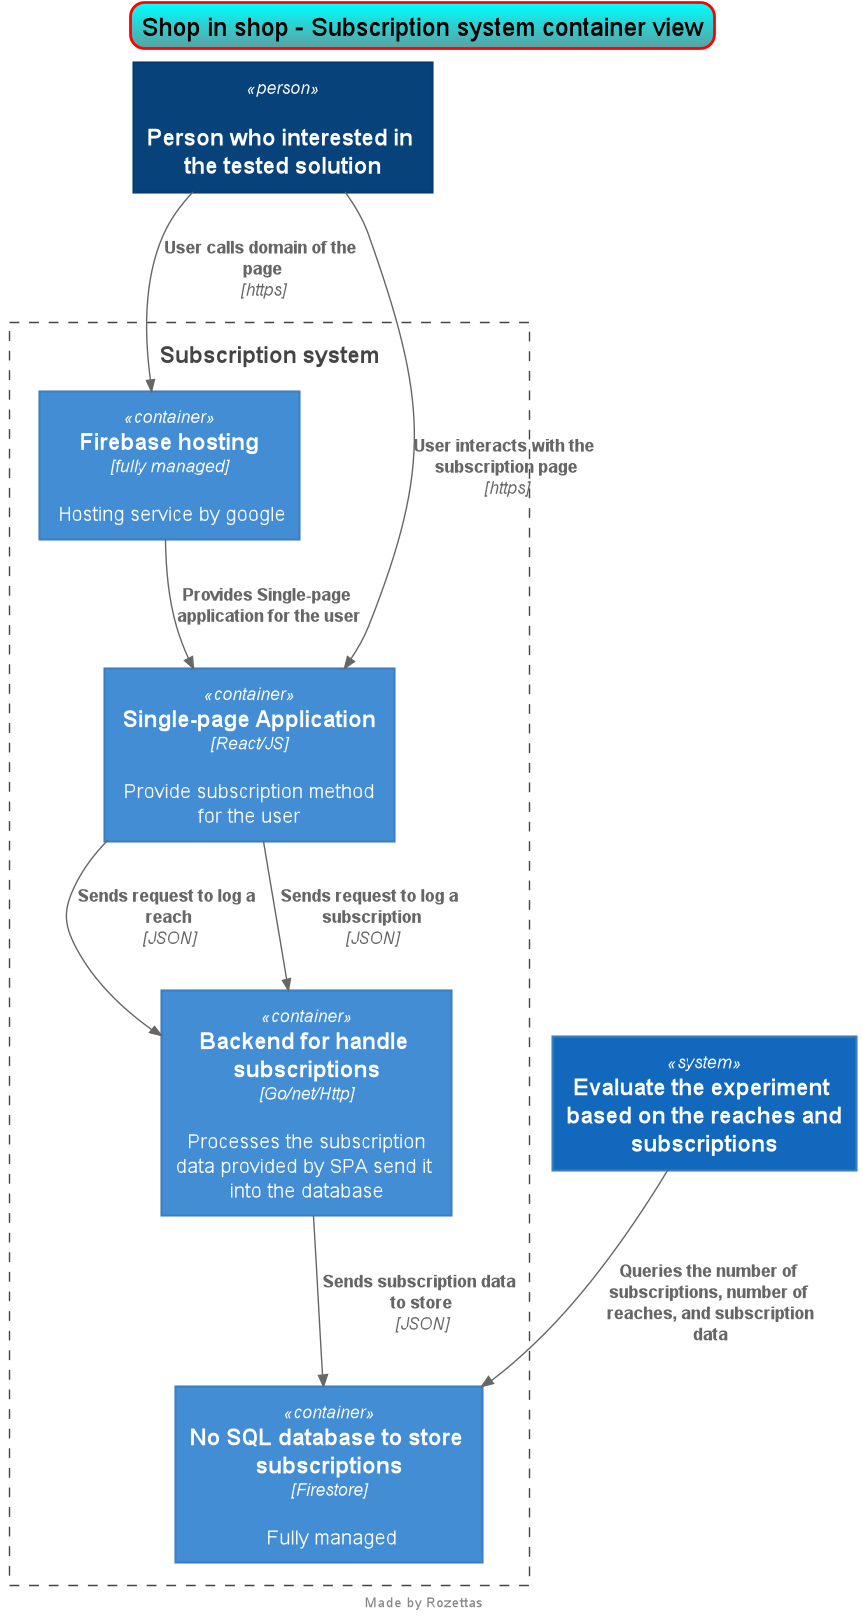 Shop in shop - Subscription system container view
«person»
Person who interested in
the tested solution
User calls domain of the
page
[https]
Subscription system
«container»
Firebase hosting
[fully managed]
Hosting service by google
User interacts with the
subscription page
[https]
Provides Single-page
application for the user
«container»
Single-page Application
[React/JS]
Provide subscription method
for the user
Sends request to log a
reach
[JSON]
Sends request to log a
subscription
[JSON]
«container»
Backend for handle
subscriptions
[Go/net/Http]
Processes the subscription
data provided by SPA send it
into the database
«system»
Evaluate the experiment
based on the reaches and
subscriptions
Sends subscription data
to store
[JSON]
Queries the number of
subscriptions, number of
reaches, and subscription
data
«container»
No SQL database to store
subscriptions
[Firestore]
Fully managed
Made by Rozettas